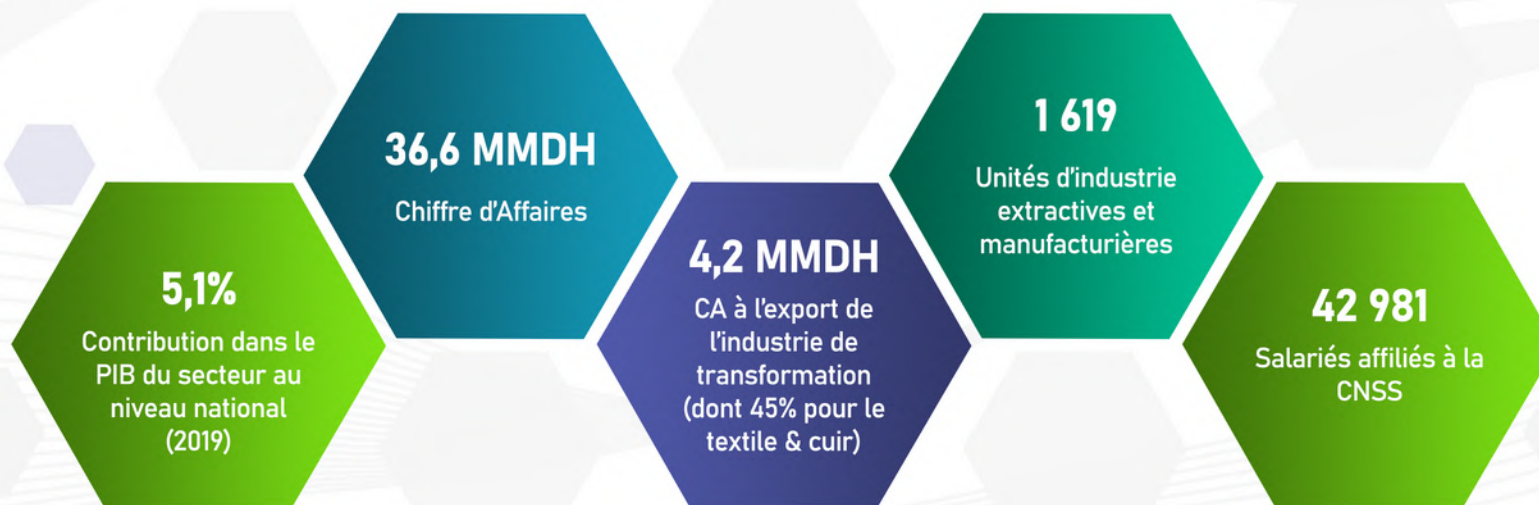 5,1%
Contribution dans le
PIB du secteur au
niveau national
(2019)
36,6 MMDH
Chiffre d'Affaires
4,2 MMDH
CA à l'export de
l'industrie de
transformation
(dont 45% pour le
textile & cuir)
1 619
Unités d'industrie
extractives et
manufacturières
42 981
Salariés affiliés à la
CNSS